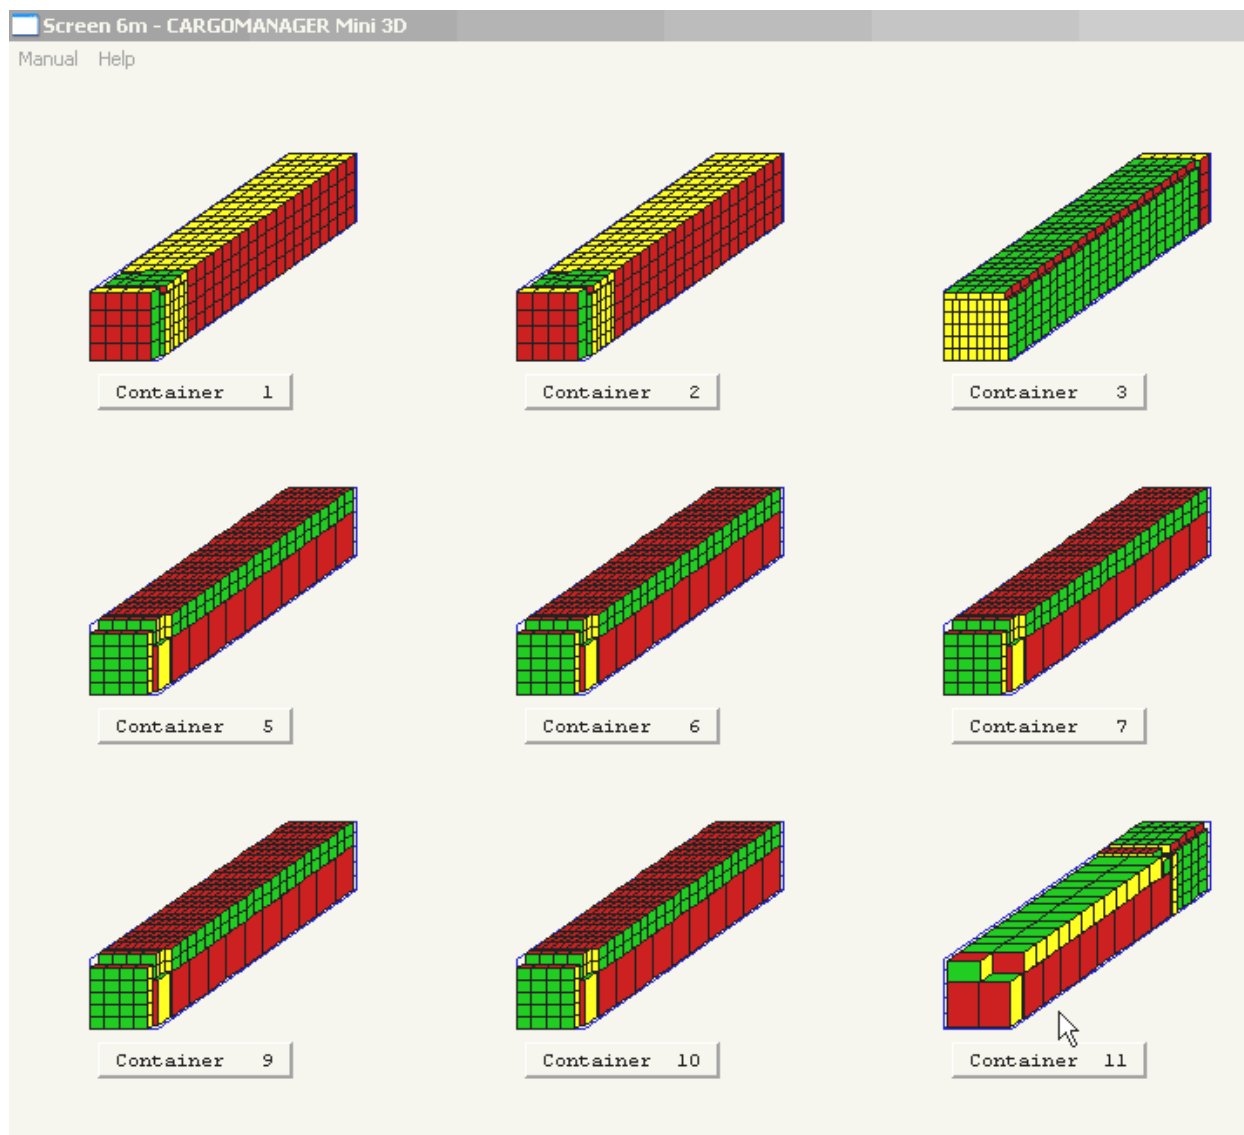 Screen 6m - CARGOMANAGER Mini 3D
Manual Help
Container 1
Container 2
Container 3
Container 5
Container 6
Container 7
Container 9
Container 10
Container 11